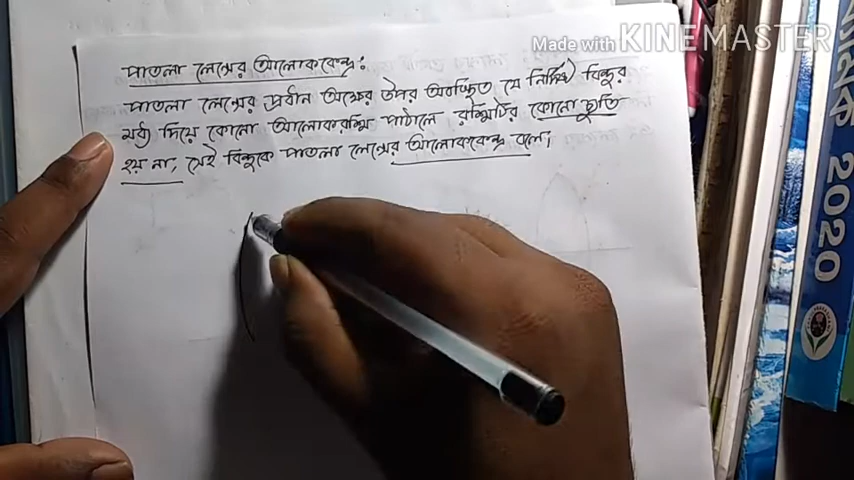 Made with KINEMASTER
পাতলা লেন্সের আলোককেন্দ্র:
পাতলা লেন্সের প্রধান অক্ষের উপর অবস্থিত যে নির্দিষ্ট বিন্দুর
মধ্য দিয়ে কোনো আলোকরশ্মি পাঠালে রশ্মিটির কোনো চ্যুতি
হয় না, সেই বিন্দুকে পাতলা লেন্সের আলোককেন্দ্র বলে।
2020